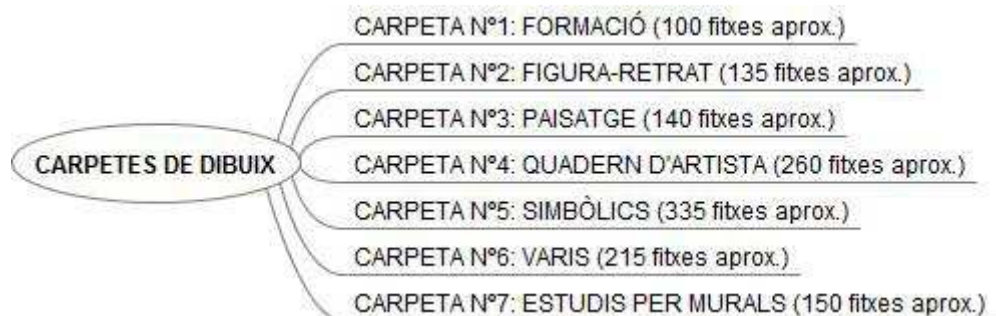 CARPETA Nº1: FORMACIÓ (100 fitxes aprox.)
CARPETA Nº2: FIGURA-RETRAT (135 fitxes aprox.)
CARPETA Nº3: PAISATGE (140 fitxes aprox.)
CARPETES DE DIBUIX
CARPETA Nº4: QUADERN D'ARTISTA (260 fitxes aprox.)
CARPETA Nº5: SIMBÒLICS (335 fitxes aprox.)
CARPETA Nº6: VARIS (215 fitxes aprox.)
CARPETA Nº7: ESTUDIS PER MURALS (150 fitxes aprox.)